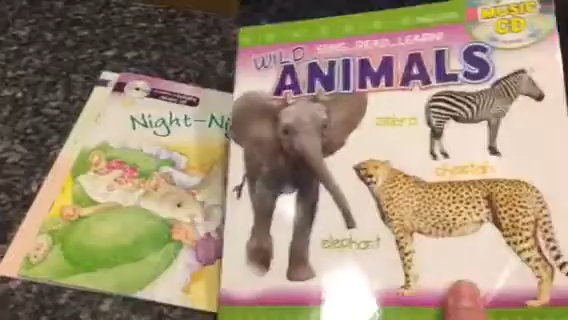 MUSIC
CD
SING, READ, LEARN!
WILD
ANIMALS
zebra
cheetah
elephant
Night-Ni